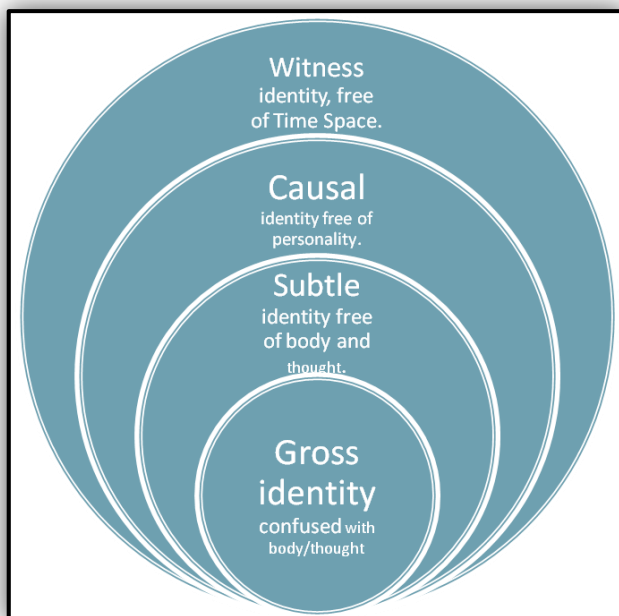 Witness
identity, free
of Time Space.
Causal
identity free of
personality.
Subtle
identity free
of body and
thought.
Gross
identity
confused with
body/thought